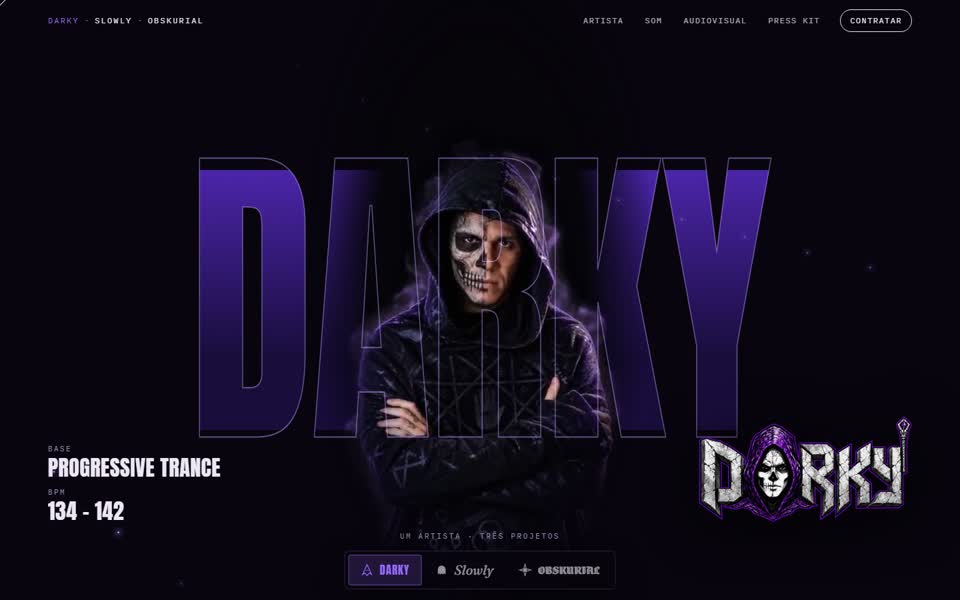 DARKY · SLOWLY · OBSKURIAL
ARTISTA SOM AUDIOVISUAL PRESS KIT CONTRATAR
DARKY
BASE
PROGRESSIVE TRANCE
BPM
134 - 142
DARKY
UM ARTISTA · TRÊS PROJETOS
DARKY Slowly OBSKURIAL